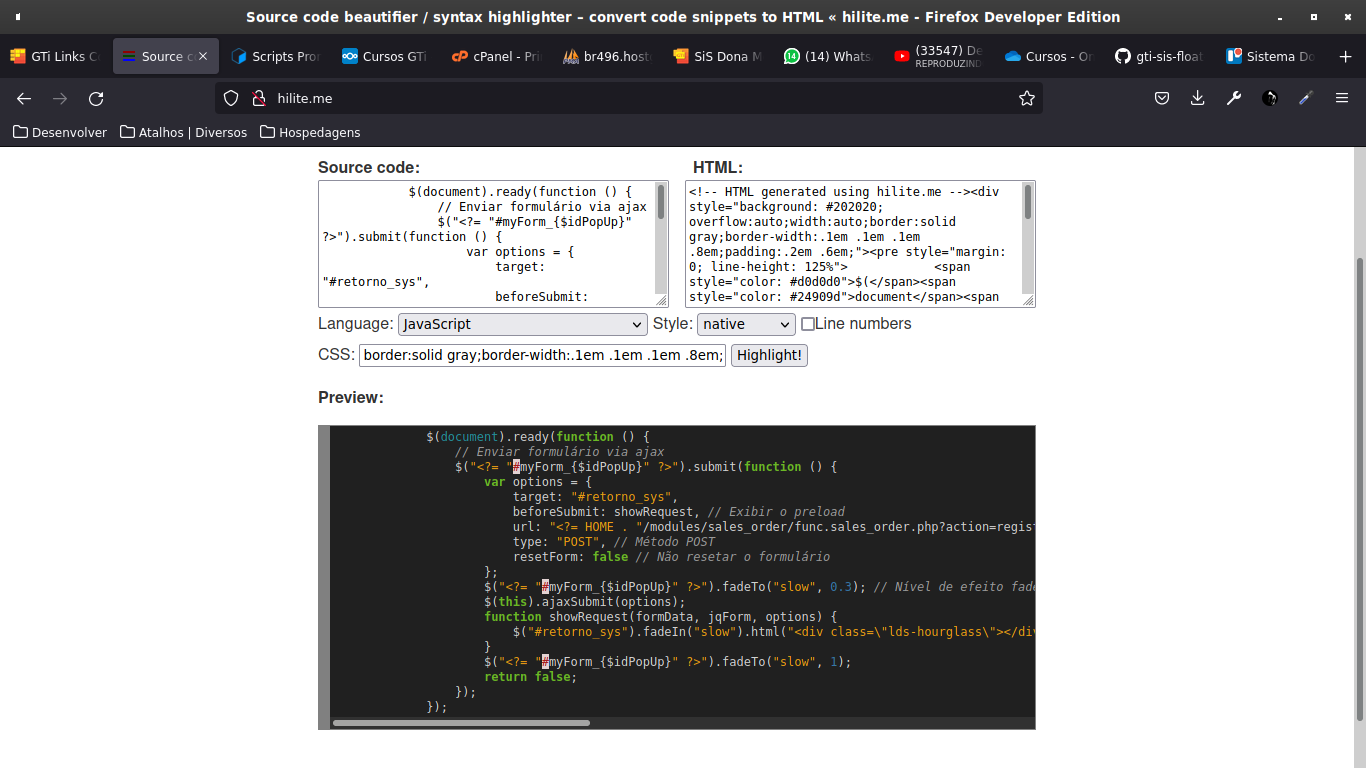 Source code beautifier / syntax highlighter – convert code snippets to HTML « hilite.me - Firefox Developer Edition
GTi Links C
Source c
Scripts Pro
Cursos GTi
cPanel - Pri
br496.hostg
SiS Dona M
(14) Whats
(33547) De
REPRODUZIND
Cursos - On
gti-sis-float
Sistema Do
hilite.me
Desenvolver
Atalhos | Diversos
Hospedagens
Source code:
$(document).ready(function () {
// Enviar formulário via ajax
$("<?= "#myForm_{$idPopUp}"
?>").submit(function () {
var options = {
target:
"#retorno_sys",
beforeSubmit:
HTML:
<!-- HTML generated using hilite.me --><div
style="background: #202020;
overflow:auto;width:auto;border:solid
gray;border-width:.1em .1em .1em
.8em;padding:.2em .6em;"><pre style="margin:
0; line-height: 125%">            <span
style="color: #d0d0d0">$(</span><span
style="color: #24909d">document</span><span
Language: JavaScript Style: native Line numbers
CSS: border:solid gray;border-width:.1em .1em .1em .8em; Highlight!
Preview:
$(document).ready(function () {
// Enviar formulário via ajax
$("<?= "#myForm_{$idPopUp}" ?>").submit(function () {
var options = {
target: "#retorno_sys",
beforeSubmit: showRequest, // Exibir o preload
url: "<?= HOME . "/modules/sales_order/func.sales_order.php?action=regist
type: "POST", // Método POST
resetForm: false // Não resetar o formulário
};
$("<?= "#myForm_{$idPopUp}" ?>").fadeTo("slow", 0.3); // Nível de efeito fade
$(this).ajaxSubmit(options);
function showRequest(formData, jqForm, options) {
$("#retorno_sys").fadeIn("slow").html("<div class=\"lds-hourglass\"></div
}
$("<?= "#myForm_{$idPopUp}" ?>").fadeTo("slow", 1);
return false;
});
});